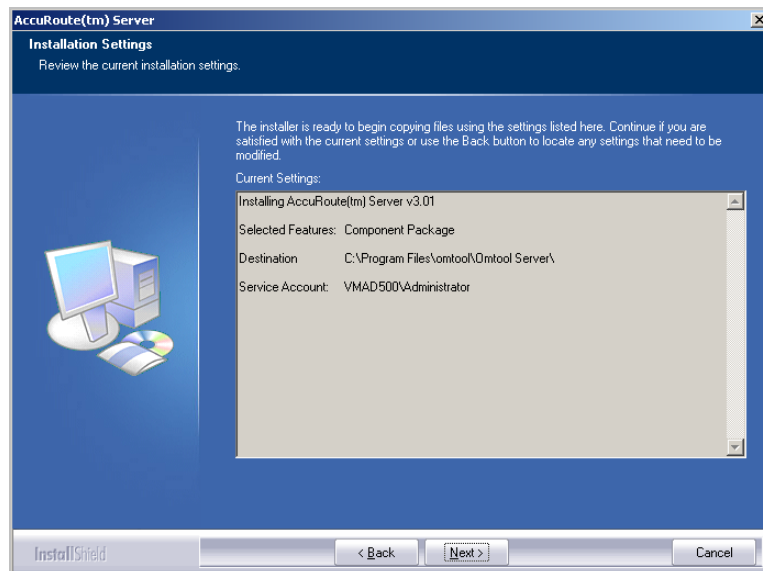 AccuRoute(tm) Server
Installation Settings
Review the current installation settings.
The installer is ready to begin copying files using the settings listed here. Continue if you are
satisfied with the current settings or use the Back button to locate any settings that need to be
modified.
Current Settings:
Installing AccuRoute(tm) Server v3.01
Selected Features: Component Package
Destination C:\Program Files\omtool\Omtool Server\
Service Account: VMAD500\Administrator
InstallShield
< Back
Next >
Cancel